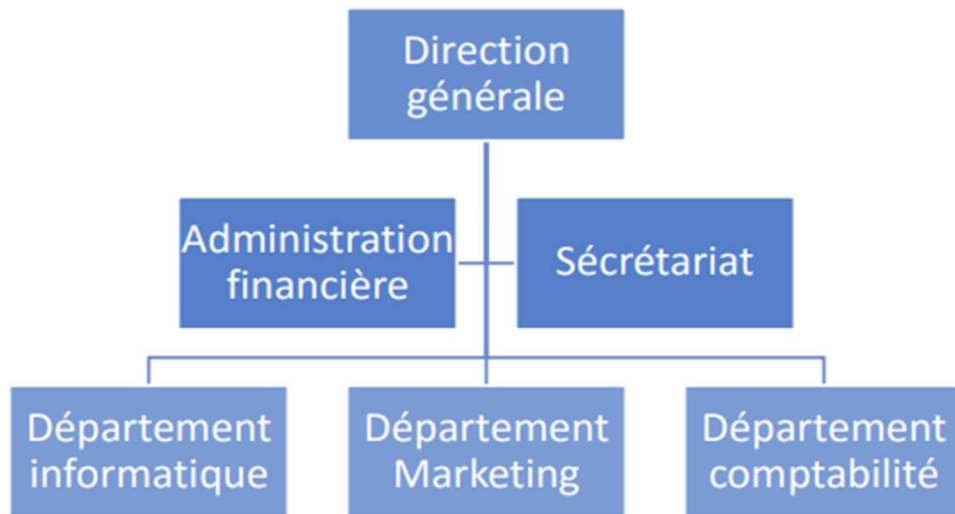 Direction
générale
Administration
financière
Sécrétariat
Département
informatique
Département
Marketing
Département
comptabilité